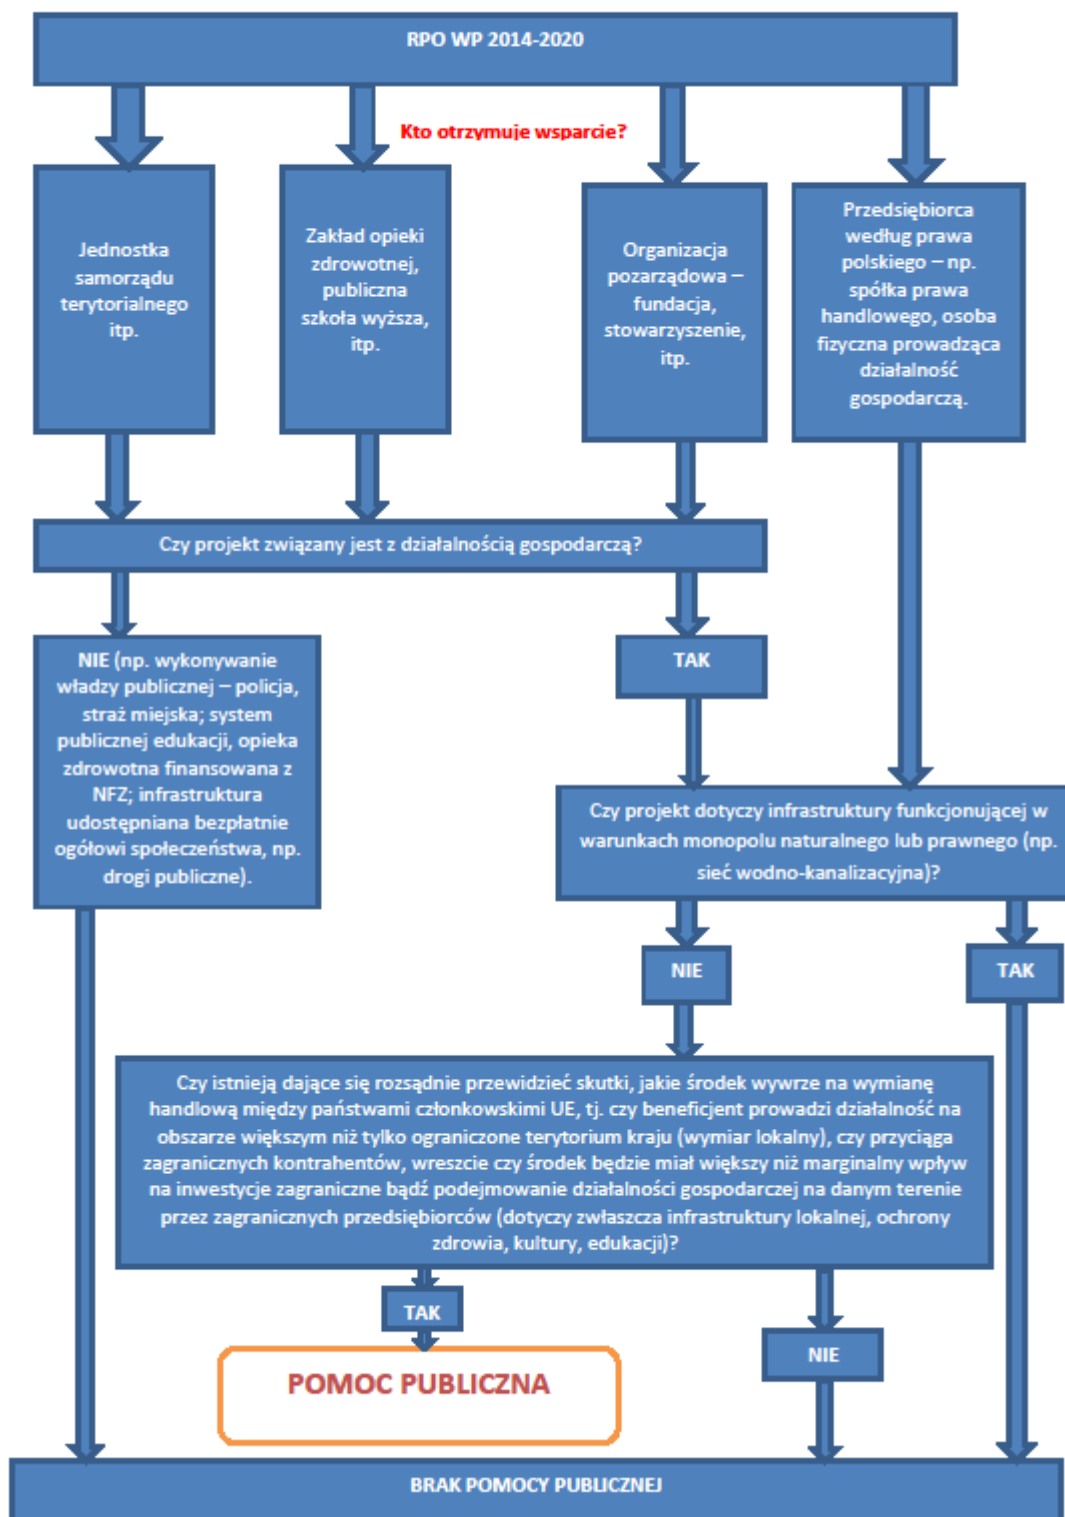 RPO WP 2014-2020
Kto otrzymuje wsparcie?
Jednostka
samorządu
terytorialnego
itp.
Zakład opieki
zdrowotnej,
publiczna
szkoła wyższa,
itp.
Organizacja
pozarządowa –
fundacja,
stowarzyszenie,
itp.
Przedsiębiorca
według prawa
polskiego – np.
spółka prawa
handlowego, osoba
fizyczna prowadząca
działalność
gospodarczą.
Czy projekt związany jest z działalnością gospodarczą?
NIE (np. wykonywanie
władzy publicznej – policja,
straż miejska; system
publicznej edukacji, opieka
zdrowotna finansowana z
NFZ; infrastruktura
udostępniana bezpłatnie
ogółowi społeczeństwa, np.
drogi publiczne).
TAK
Czy projekt dotyczy infrastruktury funkcjonującej w
warunkach monopolu naturalnego lub prawnego (np.
sieć wodno-kanalizacyjna)?
NIE
TAK
Czy istnieją dające się rozsądnie przewidzieć skutki, jakie środek wywrze na wymianę
handlową między państwami członkowskimi UE, tj. czy beneficjent prowadzi działalność na
obszarze większym niż tylko ograniczone terytorium kraju (wymiar lokalny), czy przyciąga
zagranicznych kontrahentów, wreszcie czy środek będzie miał większy niż marginalny wpływ
na inwestycje zagraniczne bądź podejmowanie działalności gospodarczej na danym terenie
przez zagranicznych przedsiębiorców (dotyczy zwłaszcza infrastruktury lokalnej, ochrony
zdrowia, kultury, edukacji)?
TAK
NIE
POMOC PUBLICZNA
BRAK POMOCY PUBLICZNEJ